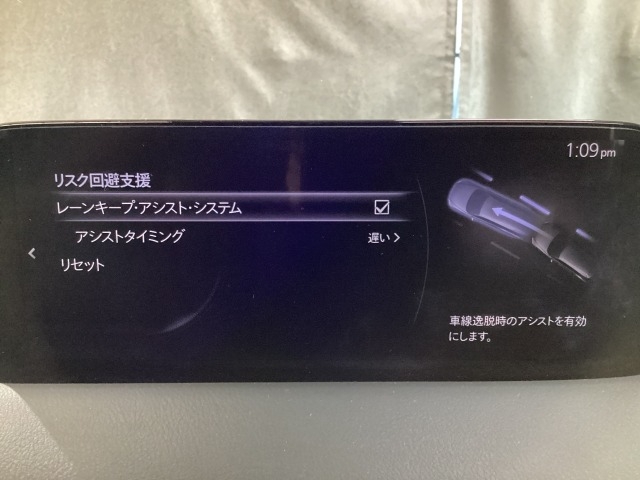 1:09 pm
リスク回避支援
レーンキープ･アシスト･システム
アシストタイミング 遅い
リセット
車線逸脱時のアシストを有効
にします。